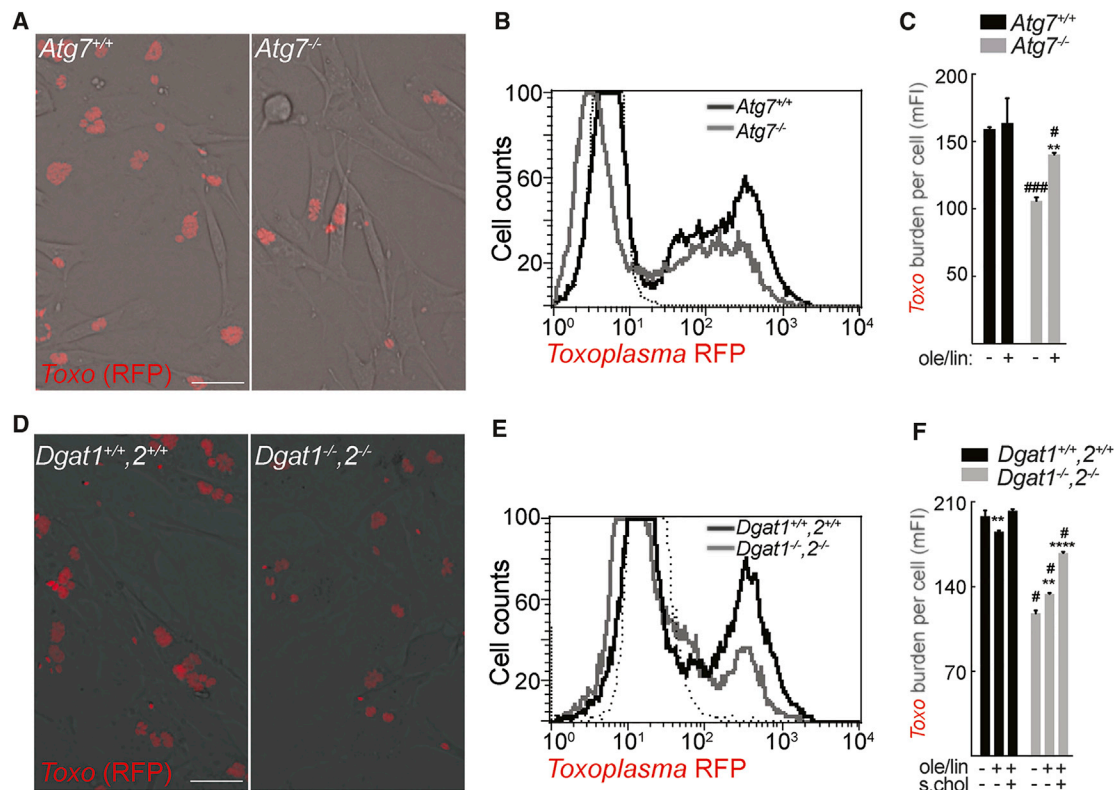 A
Atg7+/+
Atg7-/-
Toxo (RFP)
B
100
60
20
Cell counts
Atg7+/+
Atg7-/-
10^0 10^1 10^2 10^3 10^4
Toxoplasma RFP
C
Atg7+/+
Atg7-/-
Toxo burden per cell (mFI)
200
150
100
50
###
#
**
ole/lin: - + - +
D
Dgat1+/+,2+/+
Dgat1-/-,2-/-
Toxo (RFP)
E
100
60
20
Cell counts
Dgat1+/+,2+/+
Dgat1-/-,2-/-
10^0 10^1 10^2 10^3 10^4
Toxoplasma RFP
F
Dgat1+/+,2+/+
Dgat1-/-,2-/-
Toxo burden per cell (mFI)
210
140
70
**
#
#
**
#
****
ole/lin - + + - + +
s.chol - - + - - +